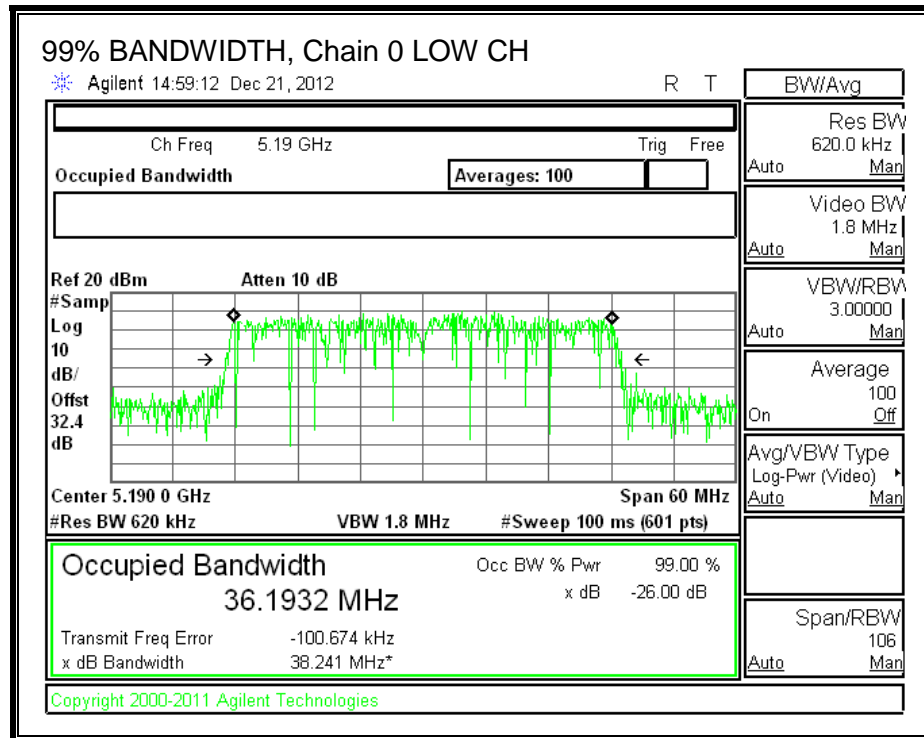 99% BANDWIDTH, Chain 0 LOW CH
Agilent 14:59:12 Dec 21, 2012 R T
Ch Freq 5.19 GHz Trig Free
Occupied Bandwidth Averages: 100
Ref 20 dBm Atten 10 dB
#Samp
Log
10
dB/
Offst
32.4
dB
Center 5.190 0 GHz Span 60 MHz
#Res BW 620 kHz VBW 1.8 MHz #Sweep 100 ms (601 pts)
Occupied Bandwidth Occ BW % Pwr 99.00 %
36.1932 MHz x dB -26.00 dB
Transmit Freq Error -100.674 kHz
x dB Bandwidth 38.241 MHz*
Copyright 2000-2011 Agilent Technologies
BW/Avg
Res BW
620.0 kHz
Auto Man
Video BW
1.8 MHz
Auto Man
VBW/RBW
3.00000
Auto Man
Average
100
On Off
Avg/VBW Type
Log-Pwr (Video)
Auto Man
Span/RBW
106
Auto Man